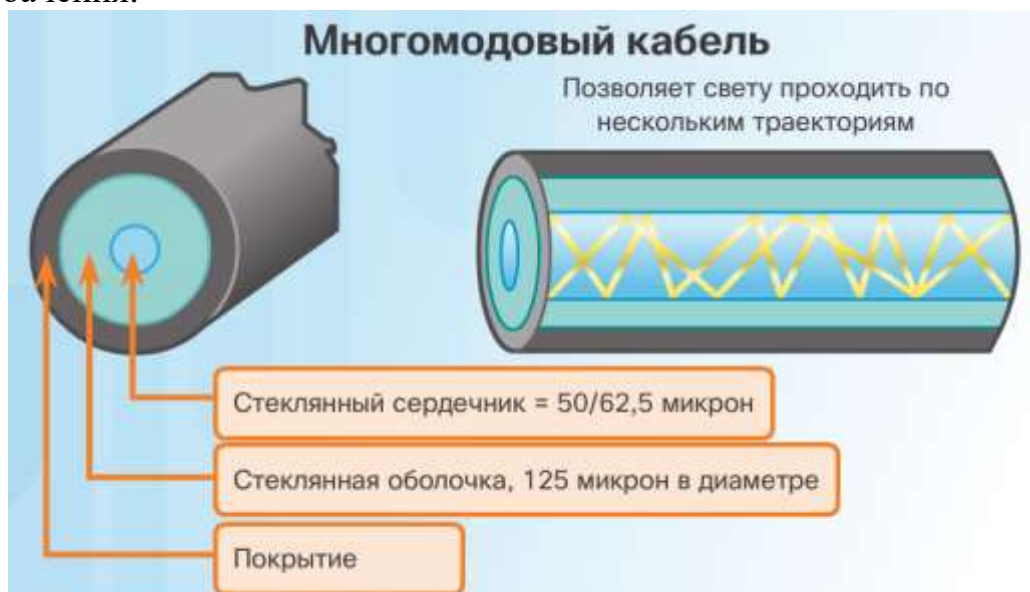 Многомодовый кабель
Позволяет свету проходить по
нескольким траекториям
Стеклянный сердечник = 50/62,5 микрон
Стеклянная оболочка, 125 микрон в диаметре
Покрытие